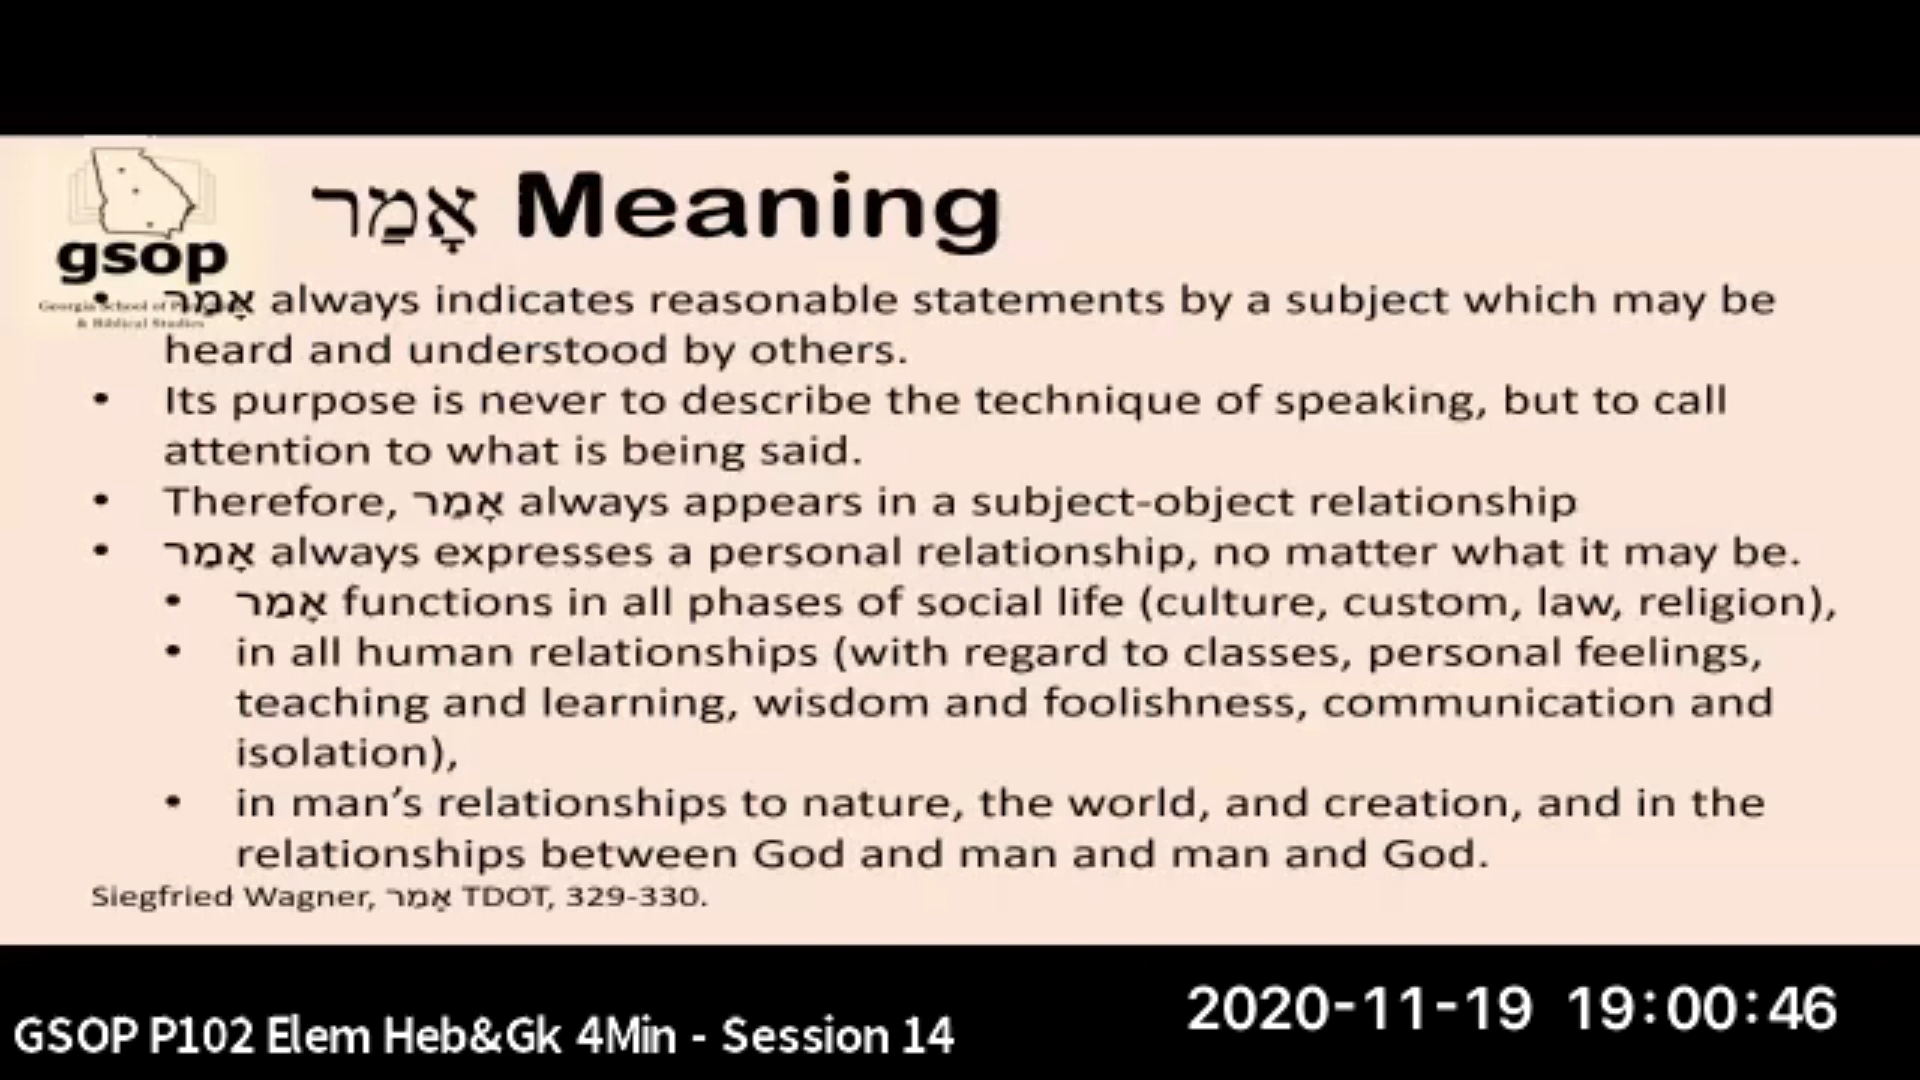 אָמַר Meaning
gsop
Georgia School of
& Biblical Studies
• אָמַר always indicates reasonable statements by a subject which may be
heard and understood by others.
• Its purpose is never to describe the technique of speaking, but to call
attention to what is being said.
• Therefore, אָמַר always appears in a subject-object relationship
• אָמַר always expresses a personal relationship, no matter what it may be.
• אָמַר functions in all phases of social life (culture, custom, law, religion),
• in all human relationships (with regard to classes, personal feelings,
teaching and learning, wisdom and foolishness, communication and
isolation),
• in man’s relationships to nature, the world, and creation, and in the
relationships between God and man and man and God.
Siegfried Wagner, אָמַר TDOT, 329-330.
GSOP P102 Elem Heb&Gk 4Min - Session 14
2020-11-19 19:00:46